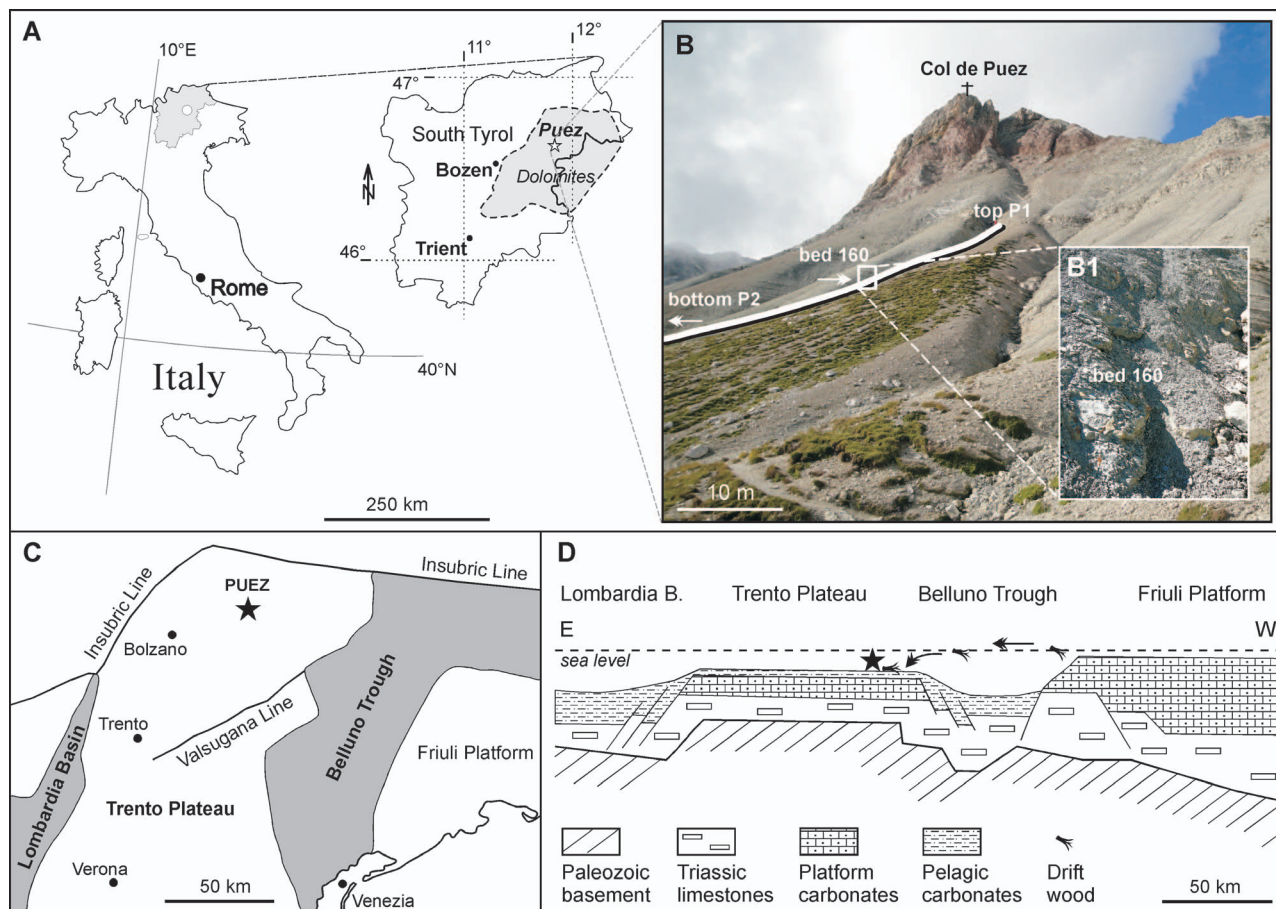 A
10°E
11°
12°
47°
South Tyrol
Puez
Bozen
Dolomites
N
Trient
46°
Rome
Italy
40°N
250 km
B
Col de Puez
top P1
bed 160
bottom P2
B1
bed 160
10 m
C
Insubric Line
PUEZ
Insubric Line
Bolzano
Belluno Trough
Trento
Valsugana Line
Friuli Platform
Lombardia Basin
Trento Plateau
Verona
50 km
Venezia
D
Lombardia B.
Trento Plateau
Belluno Trough
Friuli Platform
E
W
sea level
Paleozoic
basement
Triassic
limestones
Platform
carbonates
Pelagic
carbonates
Drift
wood
50 km